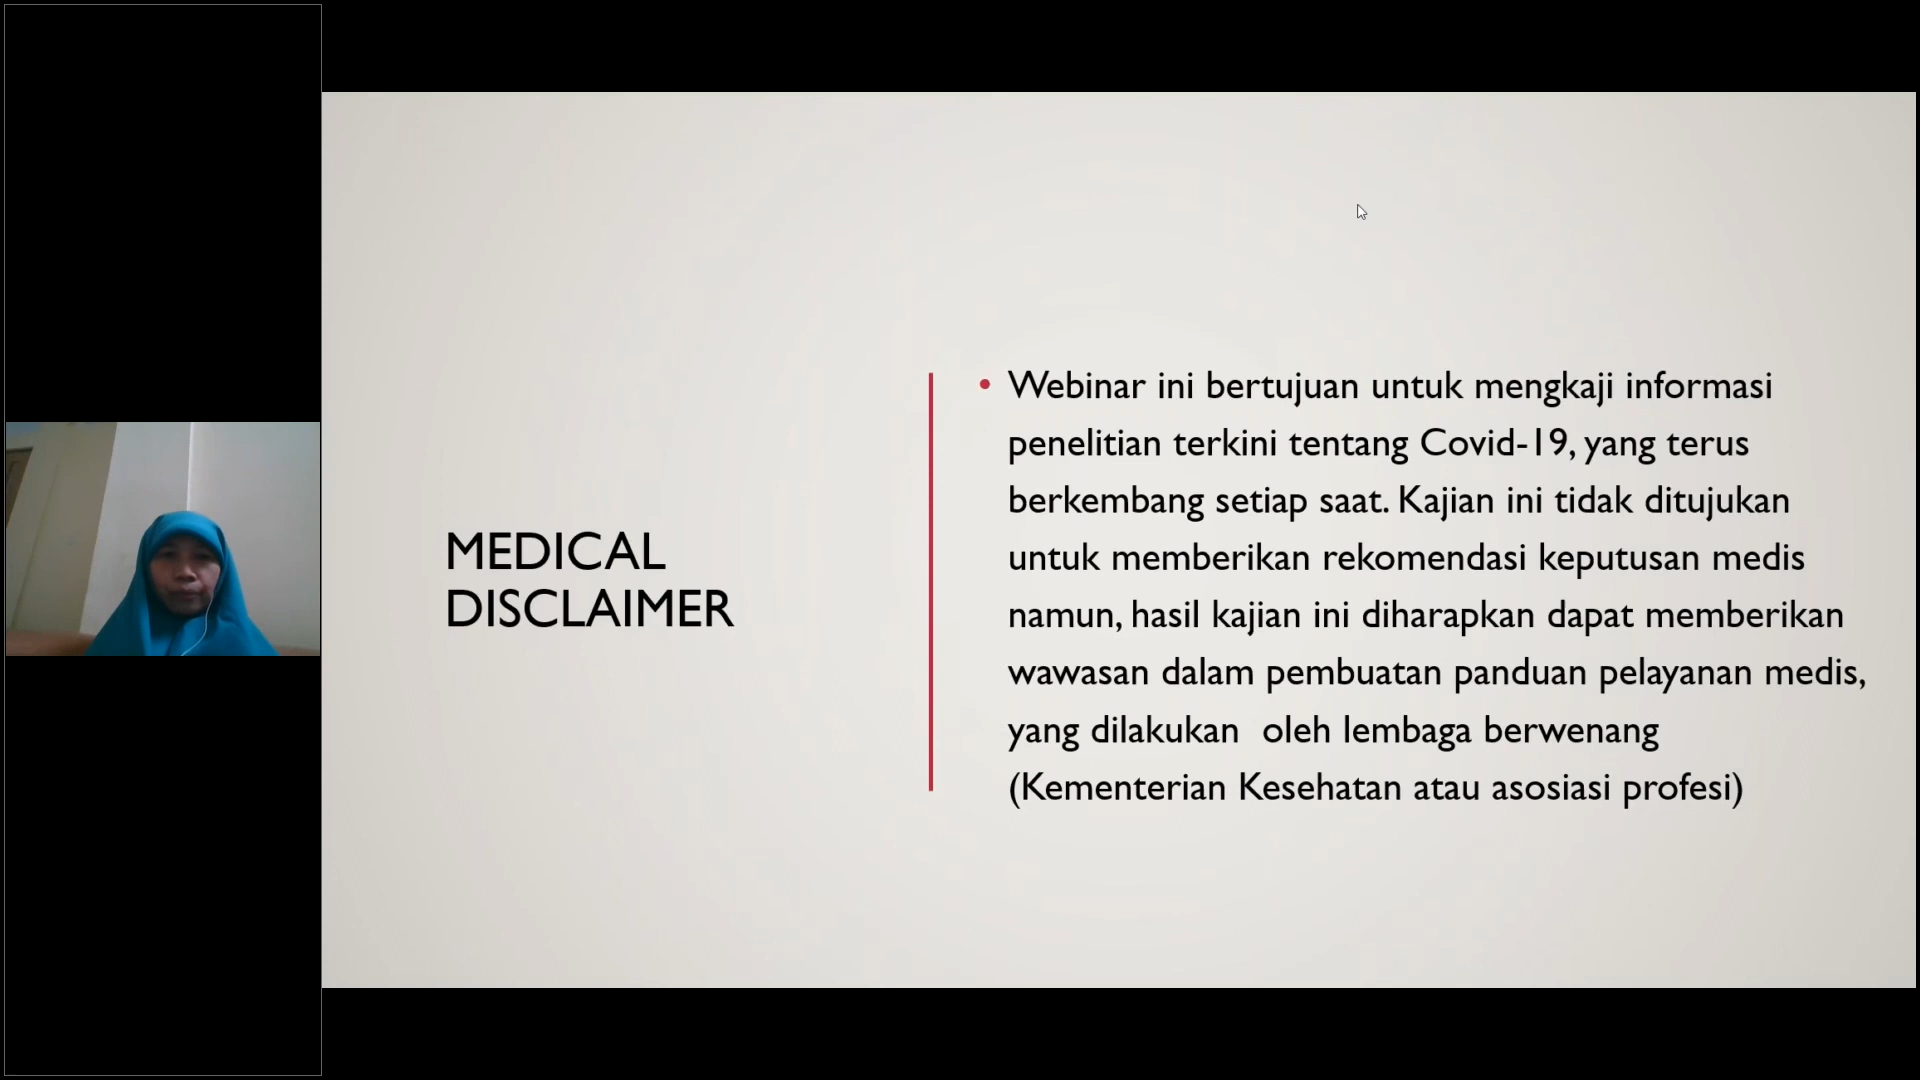 MEDICAL
DISCLAIMER
• Webinar ini bertujuan untuk mengkaji informasi
penelitian terkini tentang Covid-19, yang terus
berkembang setiap saat. Kajian ini tidak ditujukan
untuk memberikan rekomendasi keputusan medis
namun, hasil kajian ini diharapkan dapat memberikan
wawasan dalam pembuatan panduan pelayanan medis,
yang dilakukan  oleh lembaga berwenang
(Kementerian Kesehatan atau asosiasi profesi)